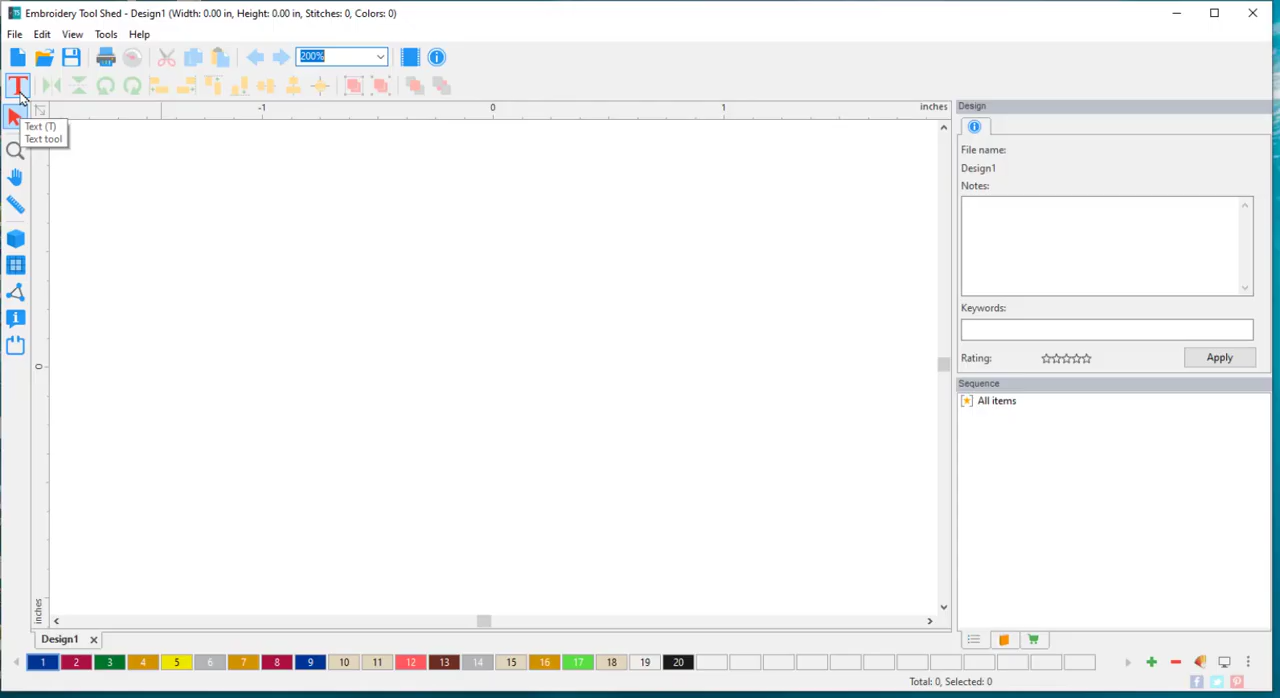 Embroidery Tool Shed - Design1 (Width: 0.00 in, Height: 0.00 in, Stitches: 0, Colors: 0)
File Edit View Tools Help
200%
T
-1 0 1 inches
Text (T)
Text tool
0
inches
Design
File name:
Design1
Notes:
Keywords:
Rating: Apply
Sequence
All items
Design1
1 2 3 4 5 6 7 8 9 10 11 12 13 14 15 16 17 18 19 20
Total: 0, Selected: 0